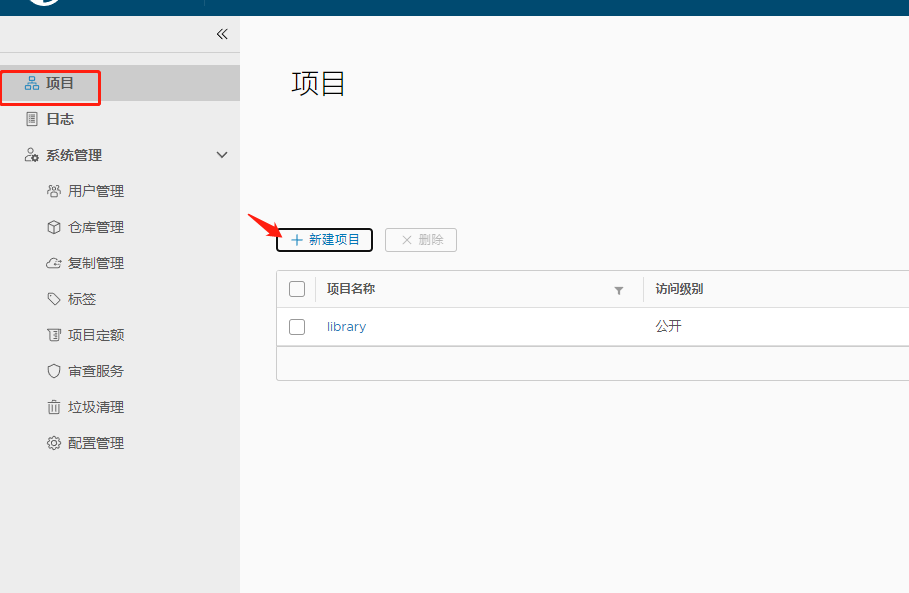 项目
日志
系统管理
用户管理
仓库管理
复制管理
标签
项目定额
审查服务
垃圾清理
配置管理
项目
新建项目
删除
项目名称 访问级别
library 公开